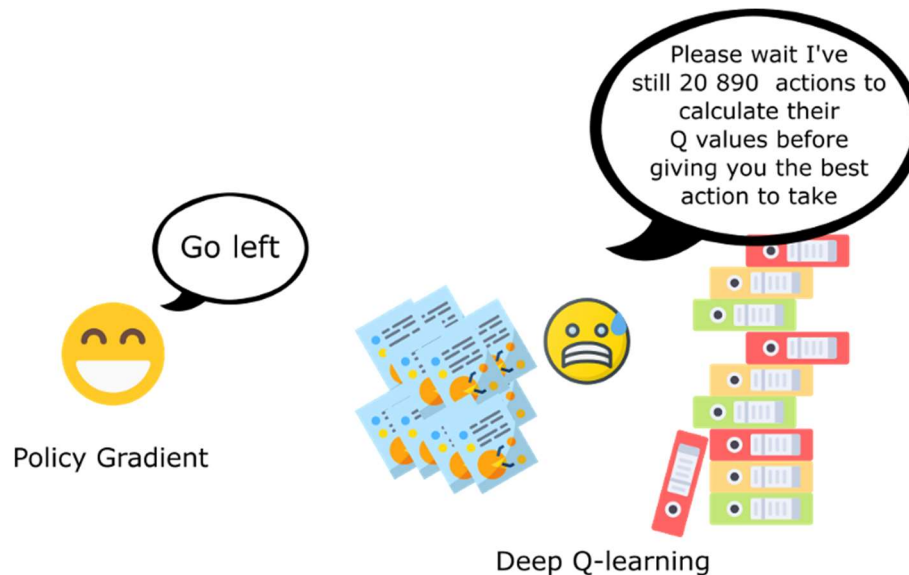 Please wait I've
still 20 890 actions to
calculate their
Q values before
giving you the best
action to take
Go left
Policy Gradient
Deep Q-learning